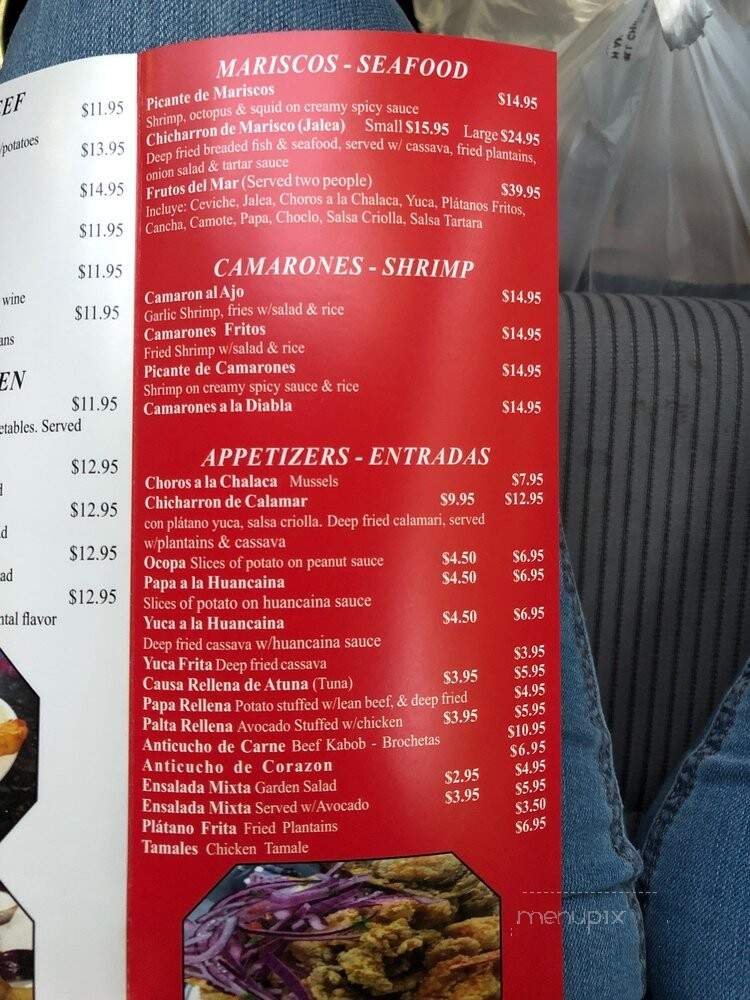 EF
$11.95
/potatoes
$13.95
$14.95
$11.95
$11.95
wine
$11.95
ans
EN
$11.95
etables. Served
$12.95
d
$12.95
d
$12.95
ad
$12.95
ntal flavor
MARISCOS - SEAFOOD
Picante de Mariscos $14.95
Shrimp, octopus & squid on creamy spicy sauce
Chicharron de Marisco (Jalea) Small $15.95 Large $24.95
Deep fried breaded fish & seafood, served w/ cassava, fried plantains,
onion salad & tartar sauce
Frutos del Mar (Served two people) $39.95
Incluye: Ceviche, Jalea, Choros a la Chalaca, Yuca, Plátanos Fritos,
Cancha, Camote, Papa, Choclo, Salsa Criolla, Salsa Tartara
CAMARONES - SHRIMP
Camaron al Ajo $14.95
Garlic Shrimp, fries w/salad & rice
Camarones Fritos $14.95
Fried Shrimp w/salad & rice
Picante de Camarones $14.95
Shrimp on creamy spicy sauce & rice
Camarones a la Diabla $14.95
APPETIZERS - ENTRADAS
Choros a la Chalaca Mussels $7.95
Chicharron de Calamar $9.95 $12.95
con plátano yuca, salsa criolla. Deep fried calamari, served
w/plantains & cassava
Ocopa Slices of potato on peanut sauce $4.50 $6.95
Papa a la Huancaina $4.50 $6.95
Slices of potato on huancaina sauce
Yuca a la Huancaina $4.50 $6.95
Deep fried cassava w/huancaina sauce
Yuca Frita Deep fried cassava $3.95
Causa Rellena de Atuna (Tuna) $3.95 $5.95
Papa Rellena Potato stuffed w/lean beef, & deep fried $4.95
Palta Rellena Avocado Stuffed w/chicken $3.95 $5.95
Anticucho de Carne Beef Kabob - Brochetas $10.95
Anticucho de Corazon $6.95
Ensalada Mixta Garden Salad $2.95 $4.95
Ensalada Mixta Served w/Avocado $3.95 $5.95
Plátano Frita Fried Plantains $3.50
Tamales Chicken Tamale $6.95
menupix